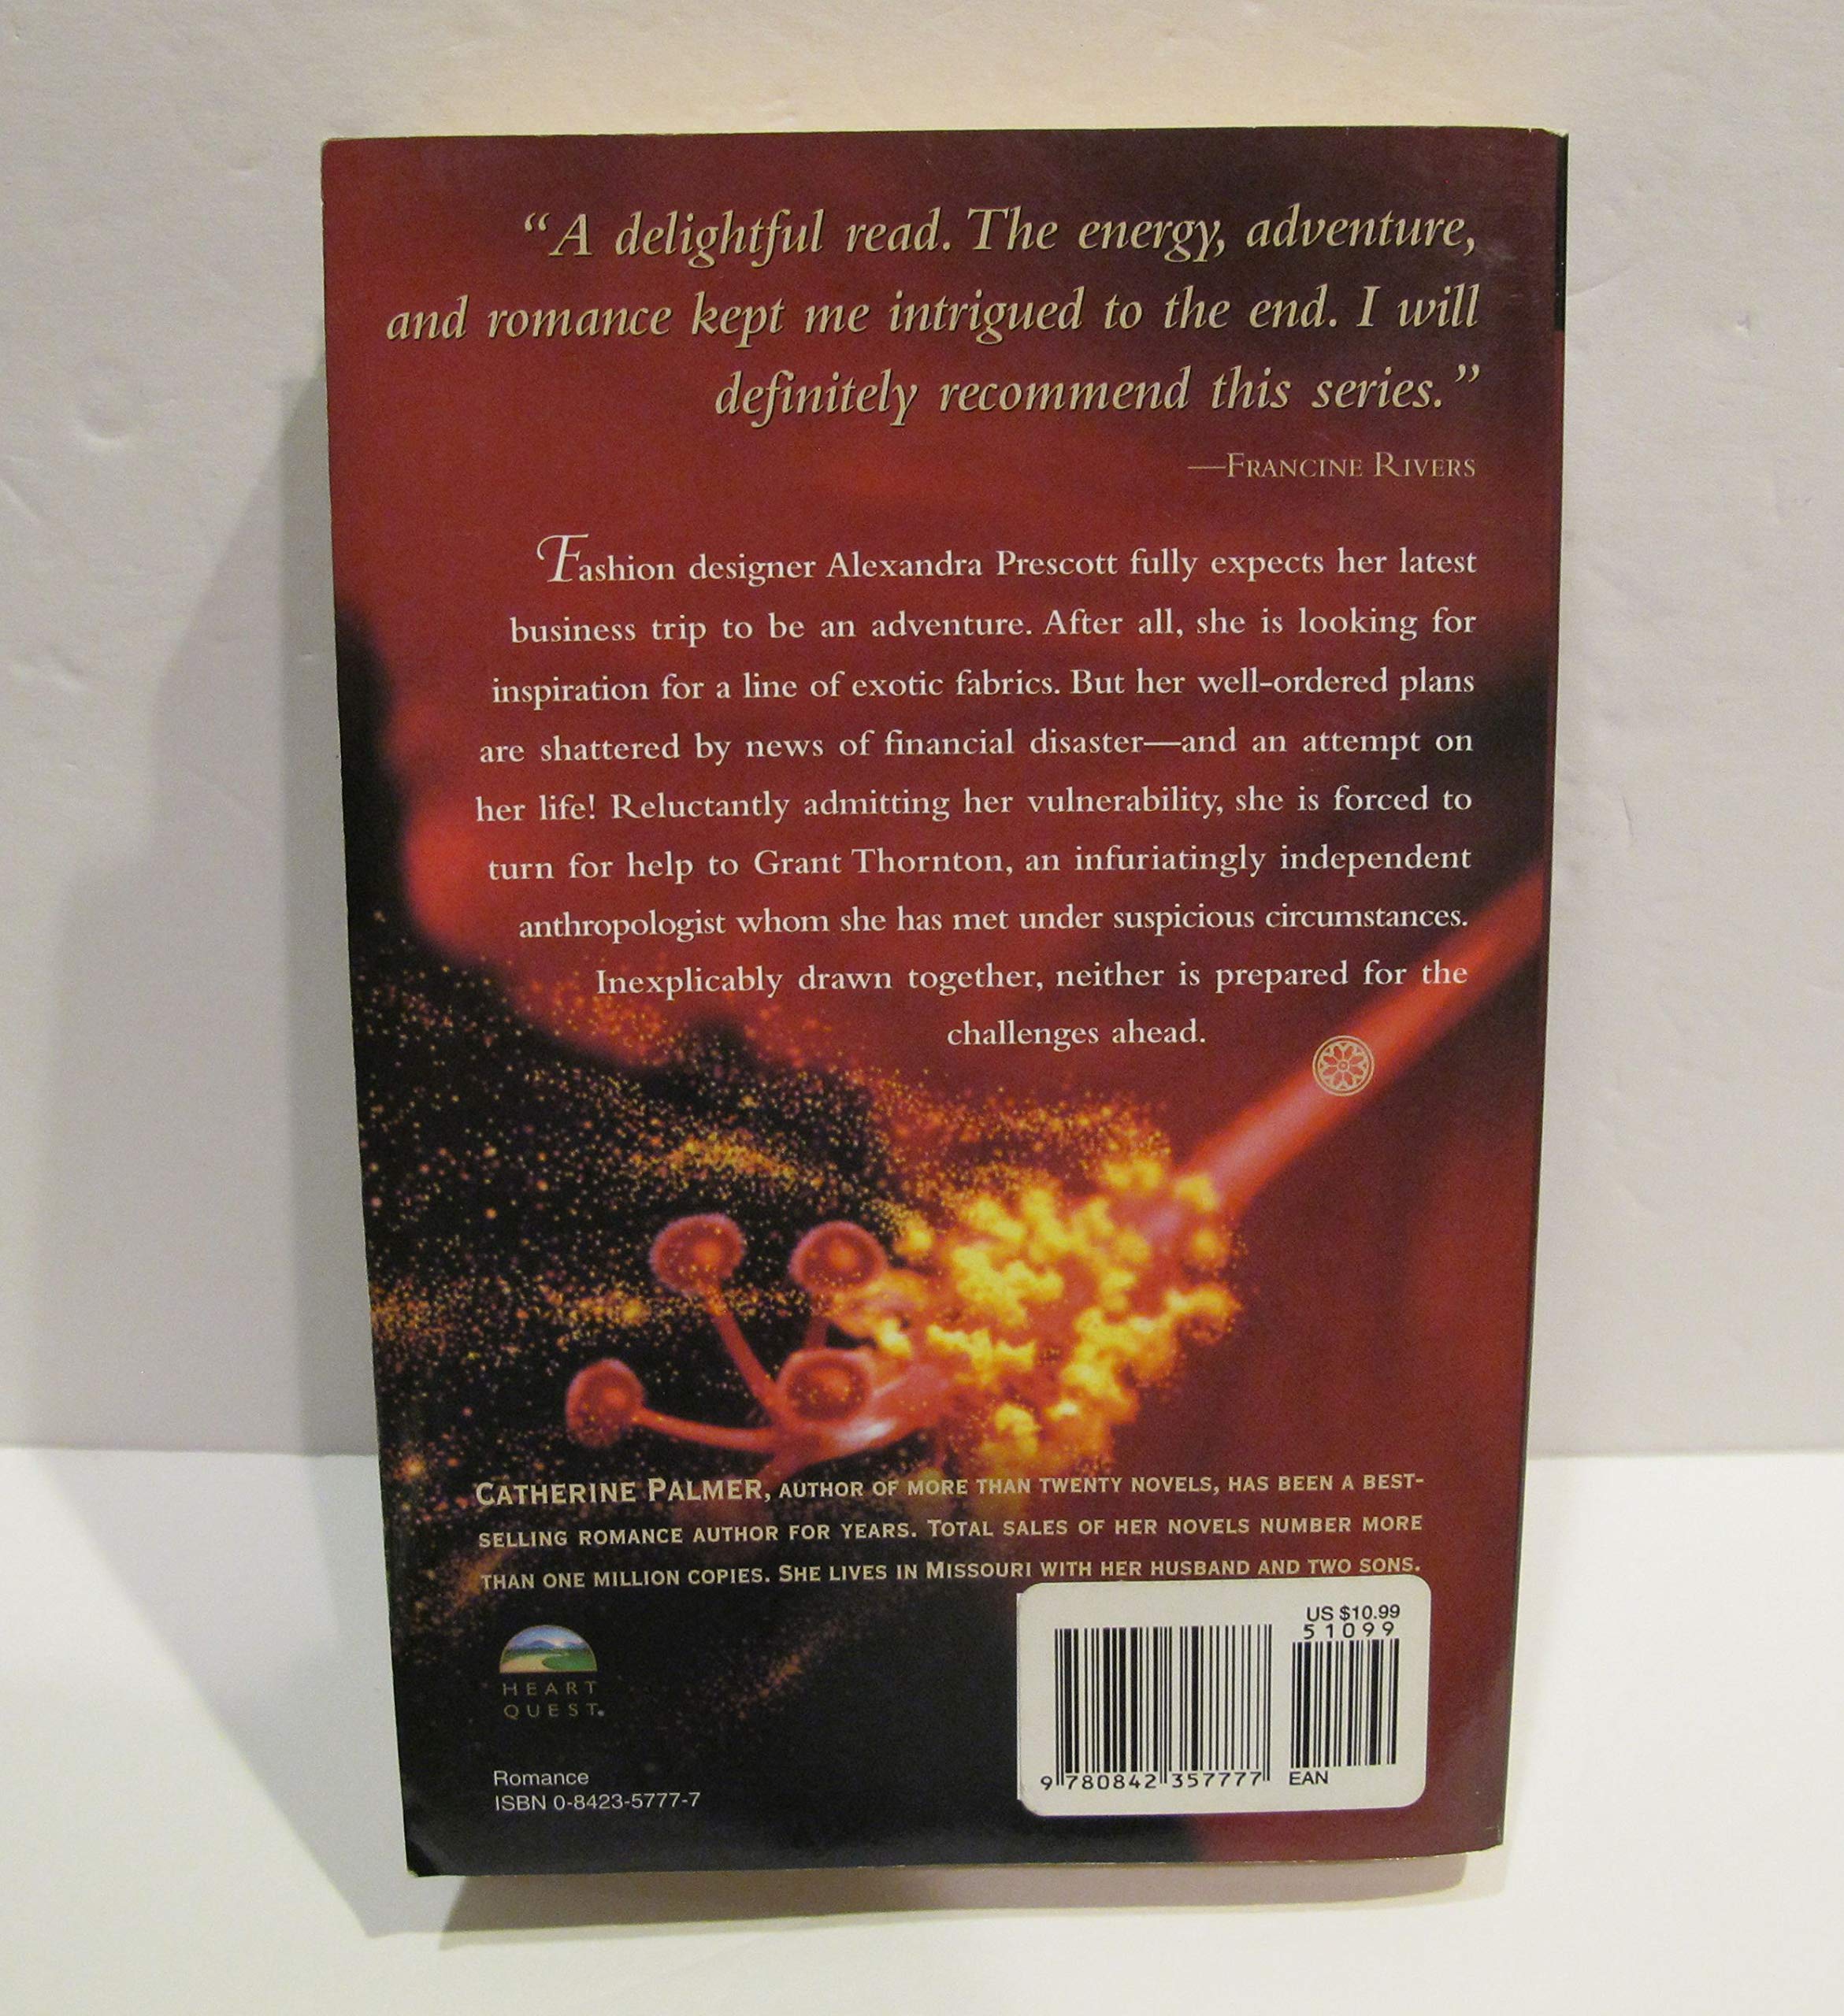 “A delightful read. The energy, adventure,
and romance kept me intrigued to the end. I will
definitely recommend this series.”
—FRANCINE RIVERS
Fashion designer Alexandra Prescott fully expects her latest
business trip to be an adventure. After all, she is looking for
inspiration for a line of exotic fabrics. But her well-ordered plans
are shattered by news of financial disaster—and an attempt on
her life! Reluctantly admitting her vulnerability, she is forced to
turn for help to Grant Thornton, an infuriatingly independent
anthropologist whom she has met under suspicious circumstances.
Inexplicably drawn together, neither is prepared for the
challenges ahead.
CATHERINE PALMER, AUTHOR OF MORE THAN TWENTY NOVELS, HAS BEEN A BEST-
SELLING ROMANCE AUTHOR FOR YEARS. TOTAL SALES OF HER NOVELS NUMBER MORE
THAN ONE MILLION COPIES. SHE LIVES IN MISSOURI WITH HER HUSBAND AND TWO SONS.
HEART
QUEST®
Romance
ISBN 0-8423-5777-7
US $10.99
51099
9 780842 357777
EAN